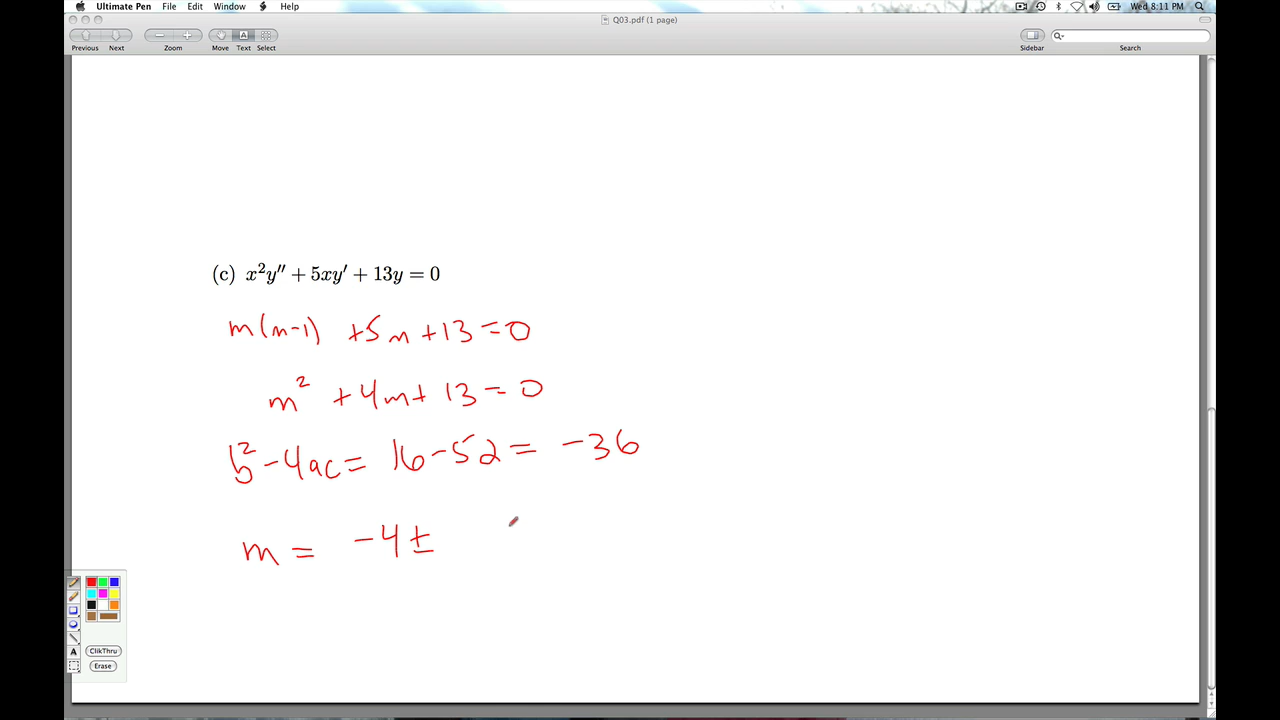 Ultimate Pen File Edit Window Help Wed 8:11 PM
Q03.pdf (1 page)
Previous Next Zoom Move Text Select Sidebar Search
(c) x²y″ + 5xy′ + 13y = 0
m(m-1) +5m +13 = 0
m² +4m+ 13 = 0
b² - 4ac = 16 - 52 = -36
m = -4 ±
A ClikThru
Erase